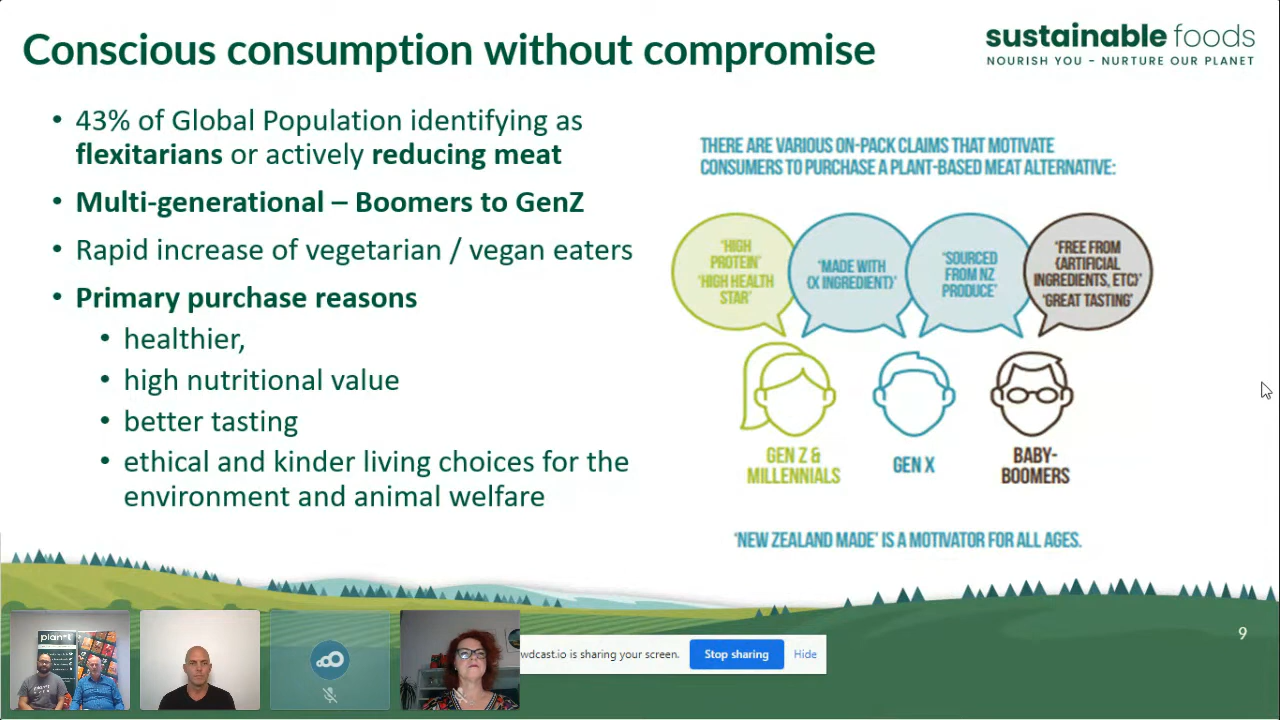 Conscious consumption without compromise
sustainable foods
NOURISH YOU – NURTURE OUR PLANET
• 43% of Global Population identifying as
flexitarians or actively reducing meat
• Multi-generational – Boomers to GenZ
• Rapid increase of vegetarian / vegan eaters
• Primary purchase reasons
• healthier,
• high nutritional value
• better tasting
• ethical and kinder living choices for the
environment and animal welfare
THERE ARE VARIOUS ON-PACK CLAIMS THAT MOTIVATE
CONSUMERS TO PURCHASE A PLANT-BASED MEAT ALTERNATIVE:
'HIGH
PROTEIN'
'HIGH HEALTH
STAR'
'MADE WITH
{X INGREDIENT}'
'SOURCED
FROM NZ
PRODUCE'
'FREE FROM
{ARTIFICIAL
INGREDIENTS, ETC}'
'GREAT TASTING'
GEN Z &
MILLENNIALS
GEN X
BABY-
BOOMERS
'NEW ZEALAND MADE' IS A MOTIVATOR FOR ALL AGES.
9
plan*t
wdcast.io is sharing your screen.
Stop sharing
Hide